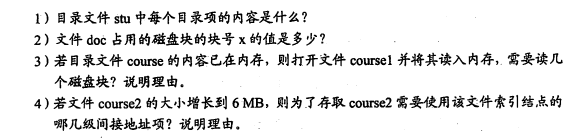 1）目录文件 stu 中每个目录项的内容是什么？
2）文件 doc 占用的磁盘块的块号 x 的值是多少？
3）若目录文件 course 的内容已在内存，则打开文件 course1 并将其读入内存，需要读几
个磁盘块？说明理由。
4）若文件 course2 的大小增长到 6 MB，则为了存取 course2 需要使用该文件索引结点的
哪几级间接地址项？说明理由。